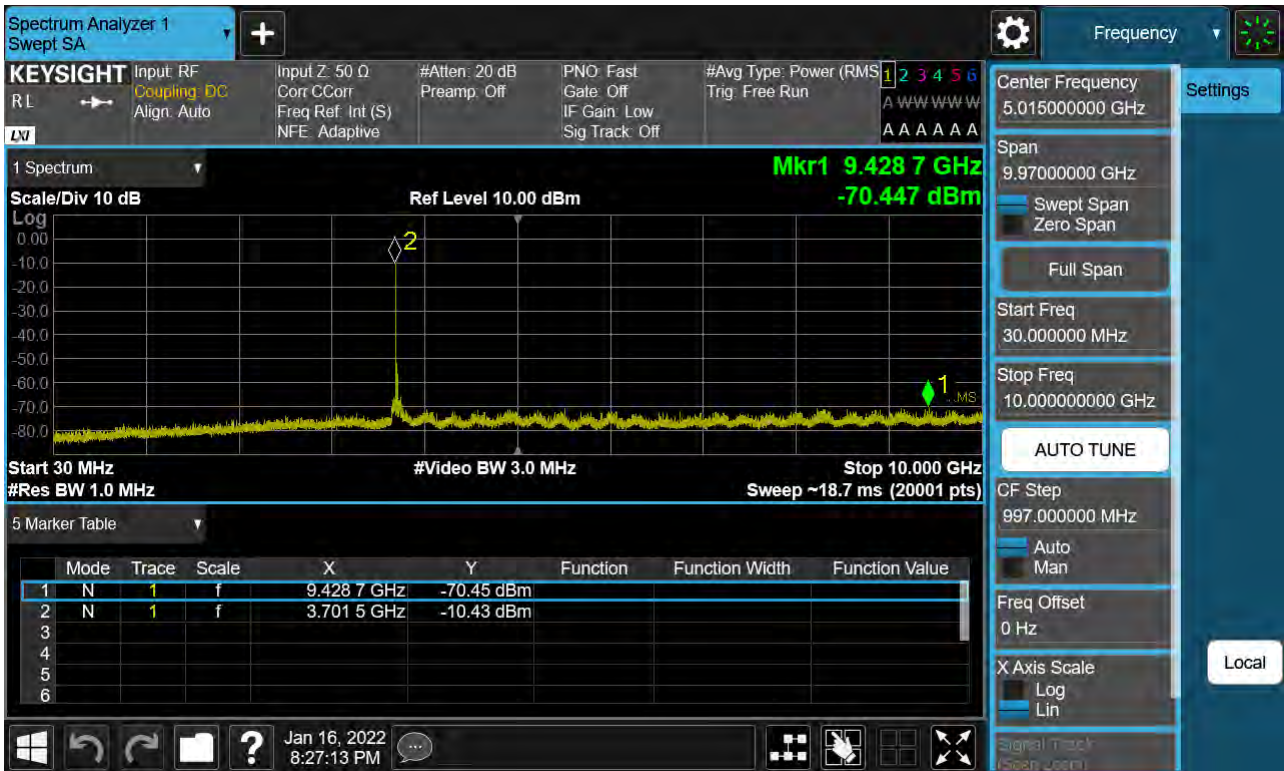 Spectrum Analyzer 1
Swept SA
+
Frequency
KEYSIGHT
RL
LXI
Input: RF
Coupling: DC
Align: Auto
Input Z: 50 Ω
Corr CCorr
Freq Ref: Int (S)
NFE: Adaptive
#Atten: 20 dB
Preamp: Off
PNO: Fast
Gate: Off
IF Gain: Low
Sig Track: Off
#Avg Type: Power (RMS
Trig: Free Run
1 2 3 4 5 6
A W W W W W
A A A A A A
1 Spectrum
Mkr1 9.428 7 GHz
Scale/Div 10 dB
Ref Level 10.00 dBm
-70.447 dBm
Log
0.00
-10.0
-20.0
-30.0
-40.0
-50.0
-60.0
-70.0
-80.0
2
1
MS
Start 30 MHz
#Video BW 3.0 MHz
Stop 10.000 GHz
#Res BW 1.0 MHz
Sweep ~18.7 ms (20001 pts)
5 Marker Table
Mode Trace Scale X Y Function Function Width Function Value
1 N 1 f 9.428 7 GHz -70.45 dBm
2 N 1 f 3.701 5 GHz -10.43 dBm
3
4
5
6
?
Jan 16, 2022
8:27:13 PM
Center Frequency
5.015000000 GHz
Span
9.97000000 GHz
Swept Span
Zero Span
Full Span
Start Freq
30.000000 MHz
Stop Freq
10.000000000 GHz
AUTO TUNE
CF Step
997.000000 MHz
Auto
Man
Freq Offset
0 Hz
X Axis Scale
Log
Lin
Signal Track
(Span Zoom)
Settings
Local